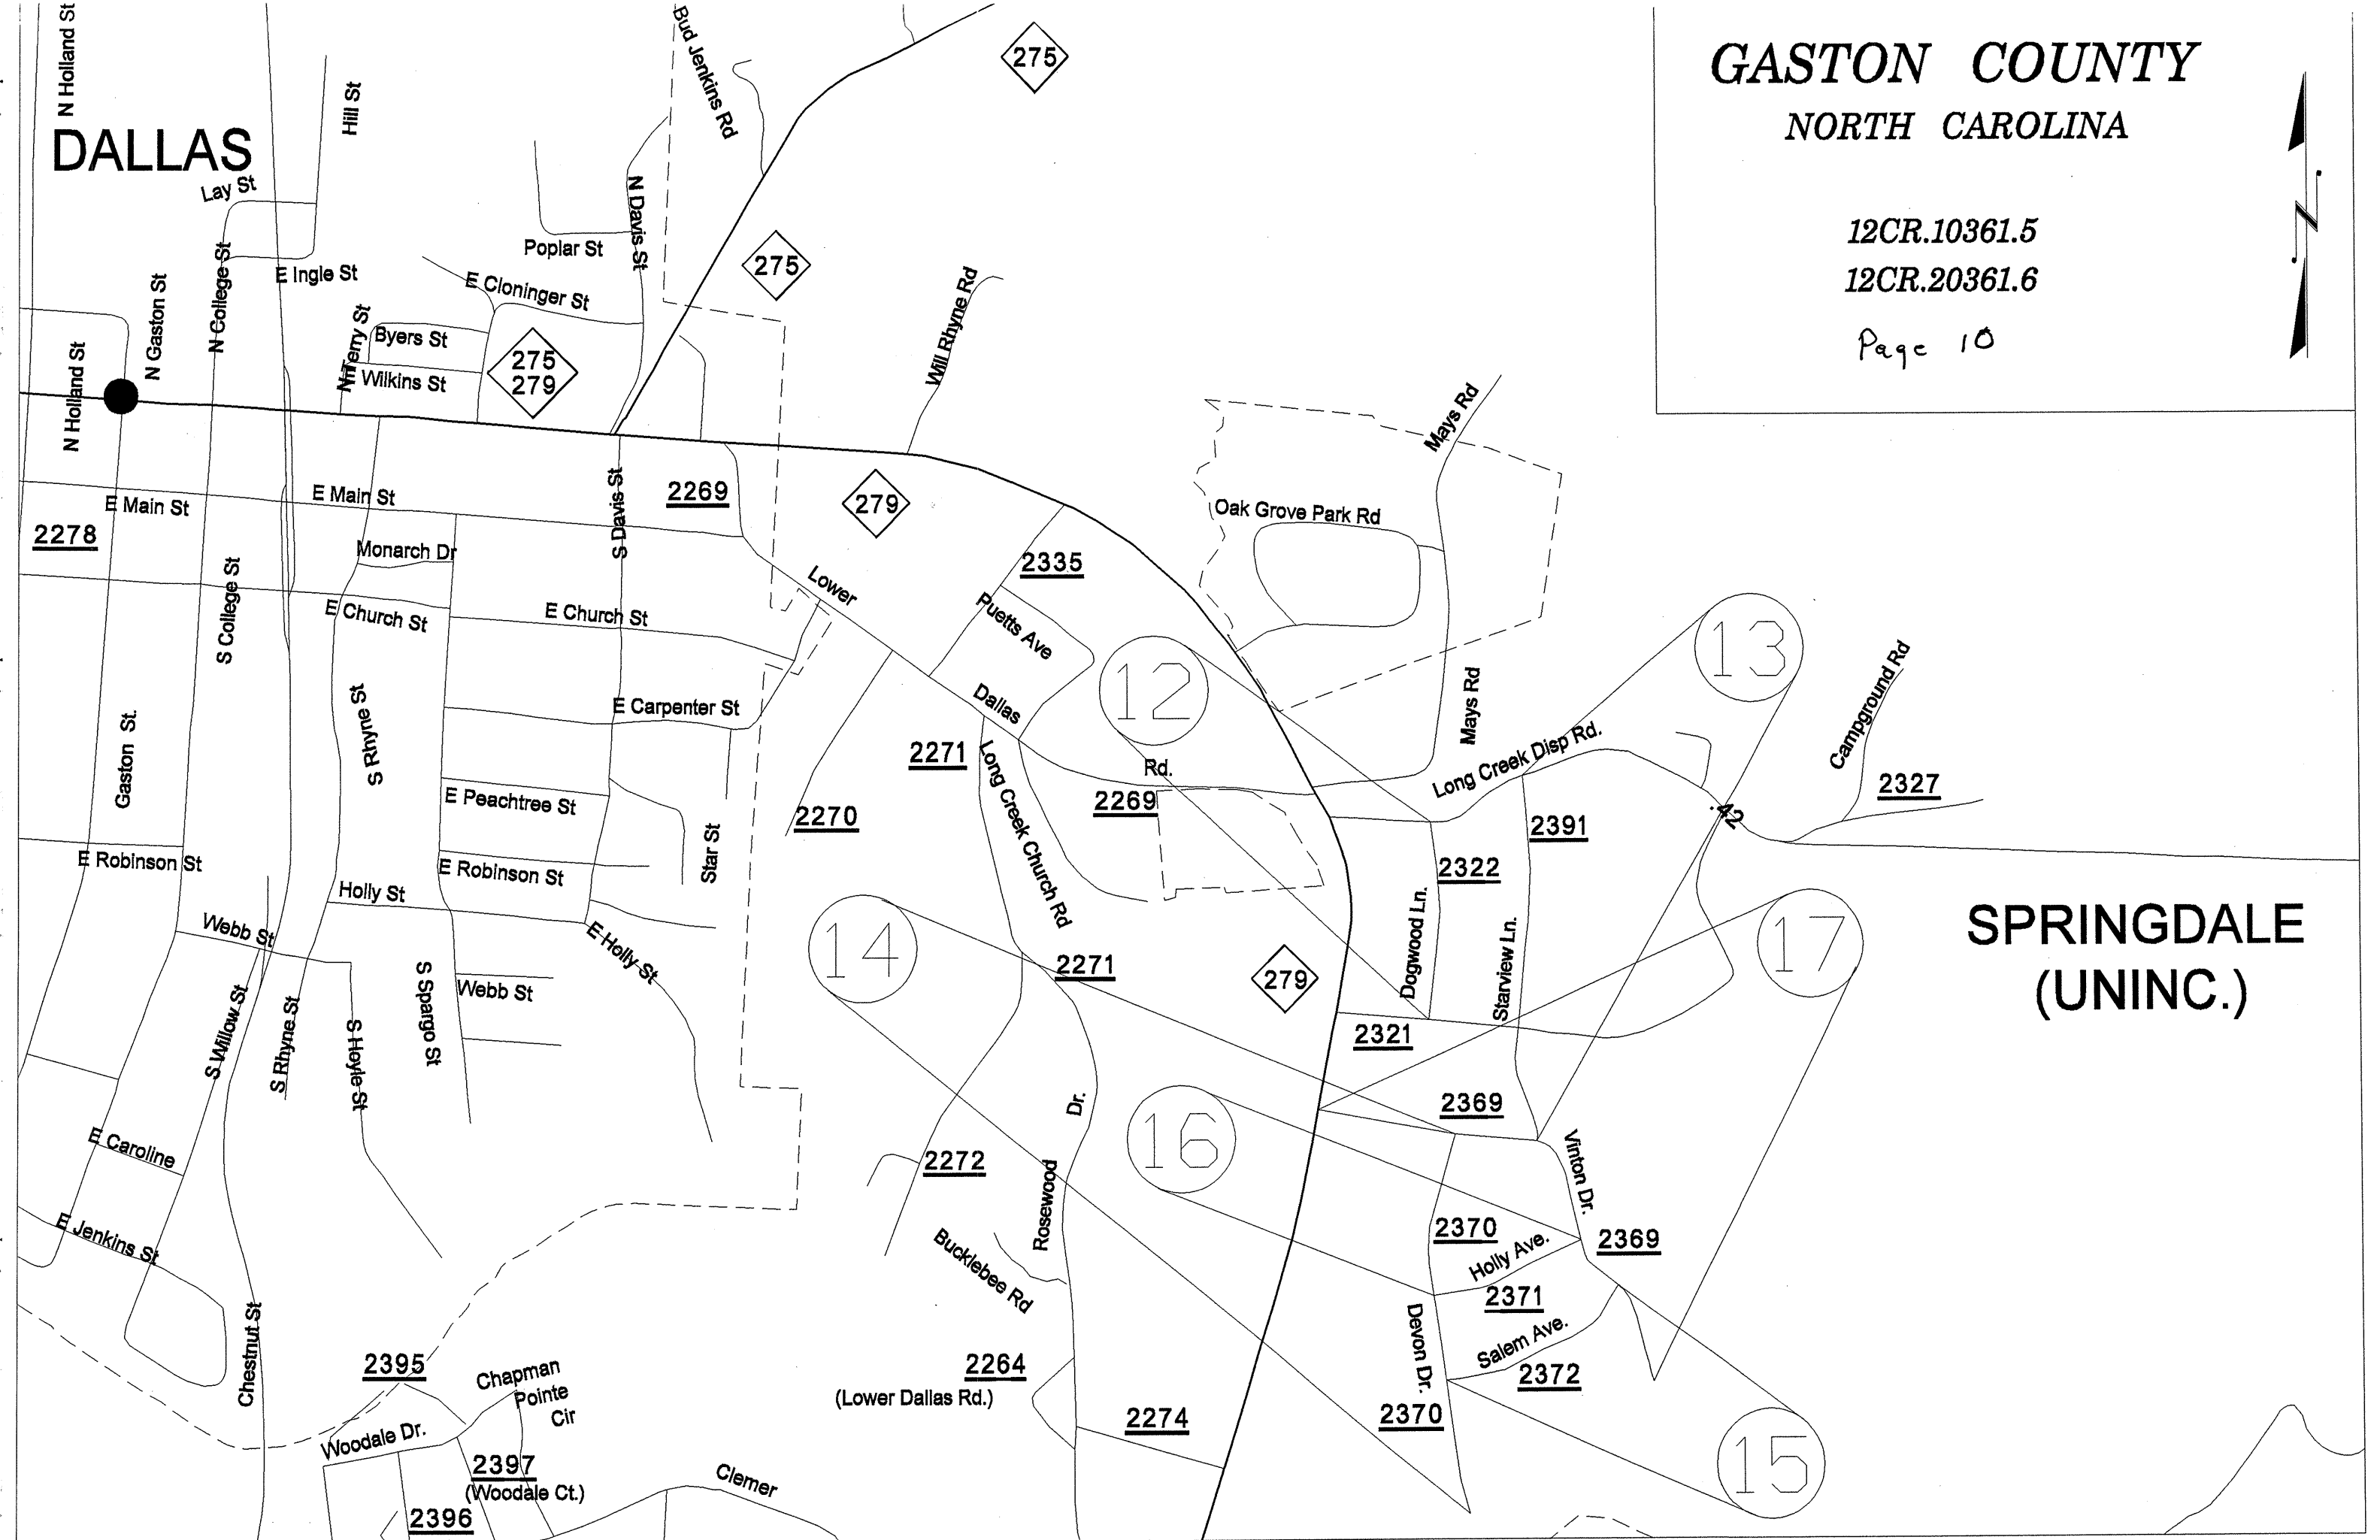 N Holland St
DALLAS
Hill St
Lay St
Bud Jenkins Rd
275
GASTON COUNTY
NORTH CAROLINA
12CR.10361.5
12CR.20361.6
Page 10
N
N Davis St
Poplar St
E Ingle St
E Cloninger St
275
N Gaston St
N College St
N Terry St
Byers St
Wilkins St
275
279
Will Rhyne Rd
N Holland St
Mays Rd
E Main St
E Main St
S Davis St
2269
279
Oak Grove Park Rd
2278
Monarch Dr
Lower
2335
Puetts Ave
S College St
E Church St
E Church St
12
13
Campground Rd
Gaston St.
S Rhyne St
E Carpenter St
Dallas
Mays Rd
Long Creek Disp Rd.
2271
Long Creek Church Rd
Rd.
2269
E Peachtree St
2270
Star St
2391
.42
2327
E Robinson St
E Robinson St
2322
Holly St
Dogwood Ln.
Starview Ln.
SPRINGDALE
(UNINC.)
Webb St
E Holly St
14
2271
279
17
S Willow St
S Rhyne St
S Hoyle St
S Spargo St
Webb St
2321
E Caroline
Dr.
2369
16
Vinton Dr.
2272
Rosewood
E Jenkins St
Bucklebee Rd
2370
Holly Ave.
2369
2371
Chestnut St
Devon Dr.
Salem Ave.
2395
Chapman
Pointe
Cir
2264
(Lower Dallas Rd.)
2372
2274
2370
Woodale Dr.
15
2397
(Woodale Ct.)
Clemer
2396